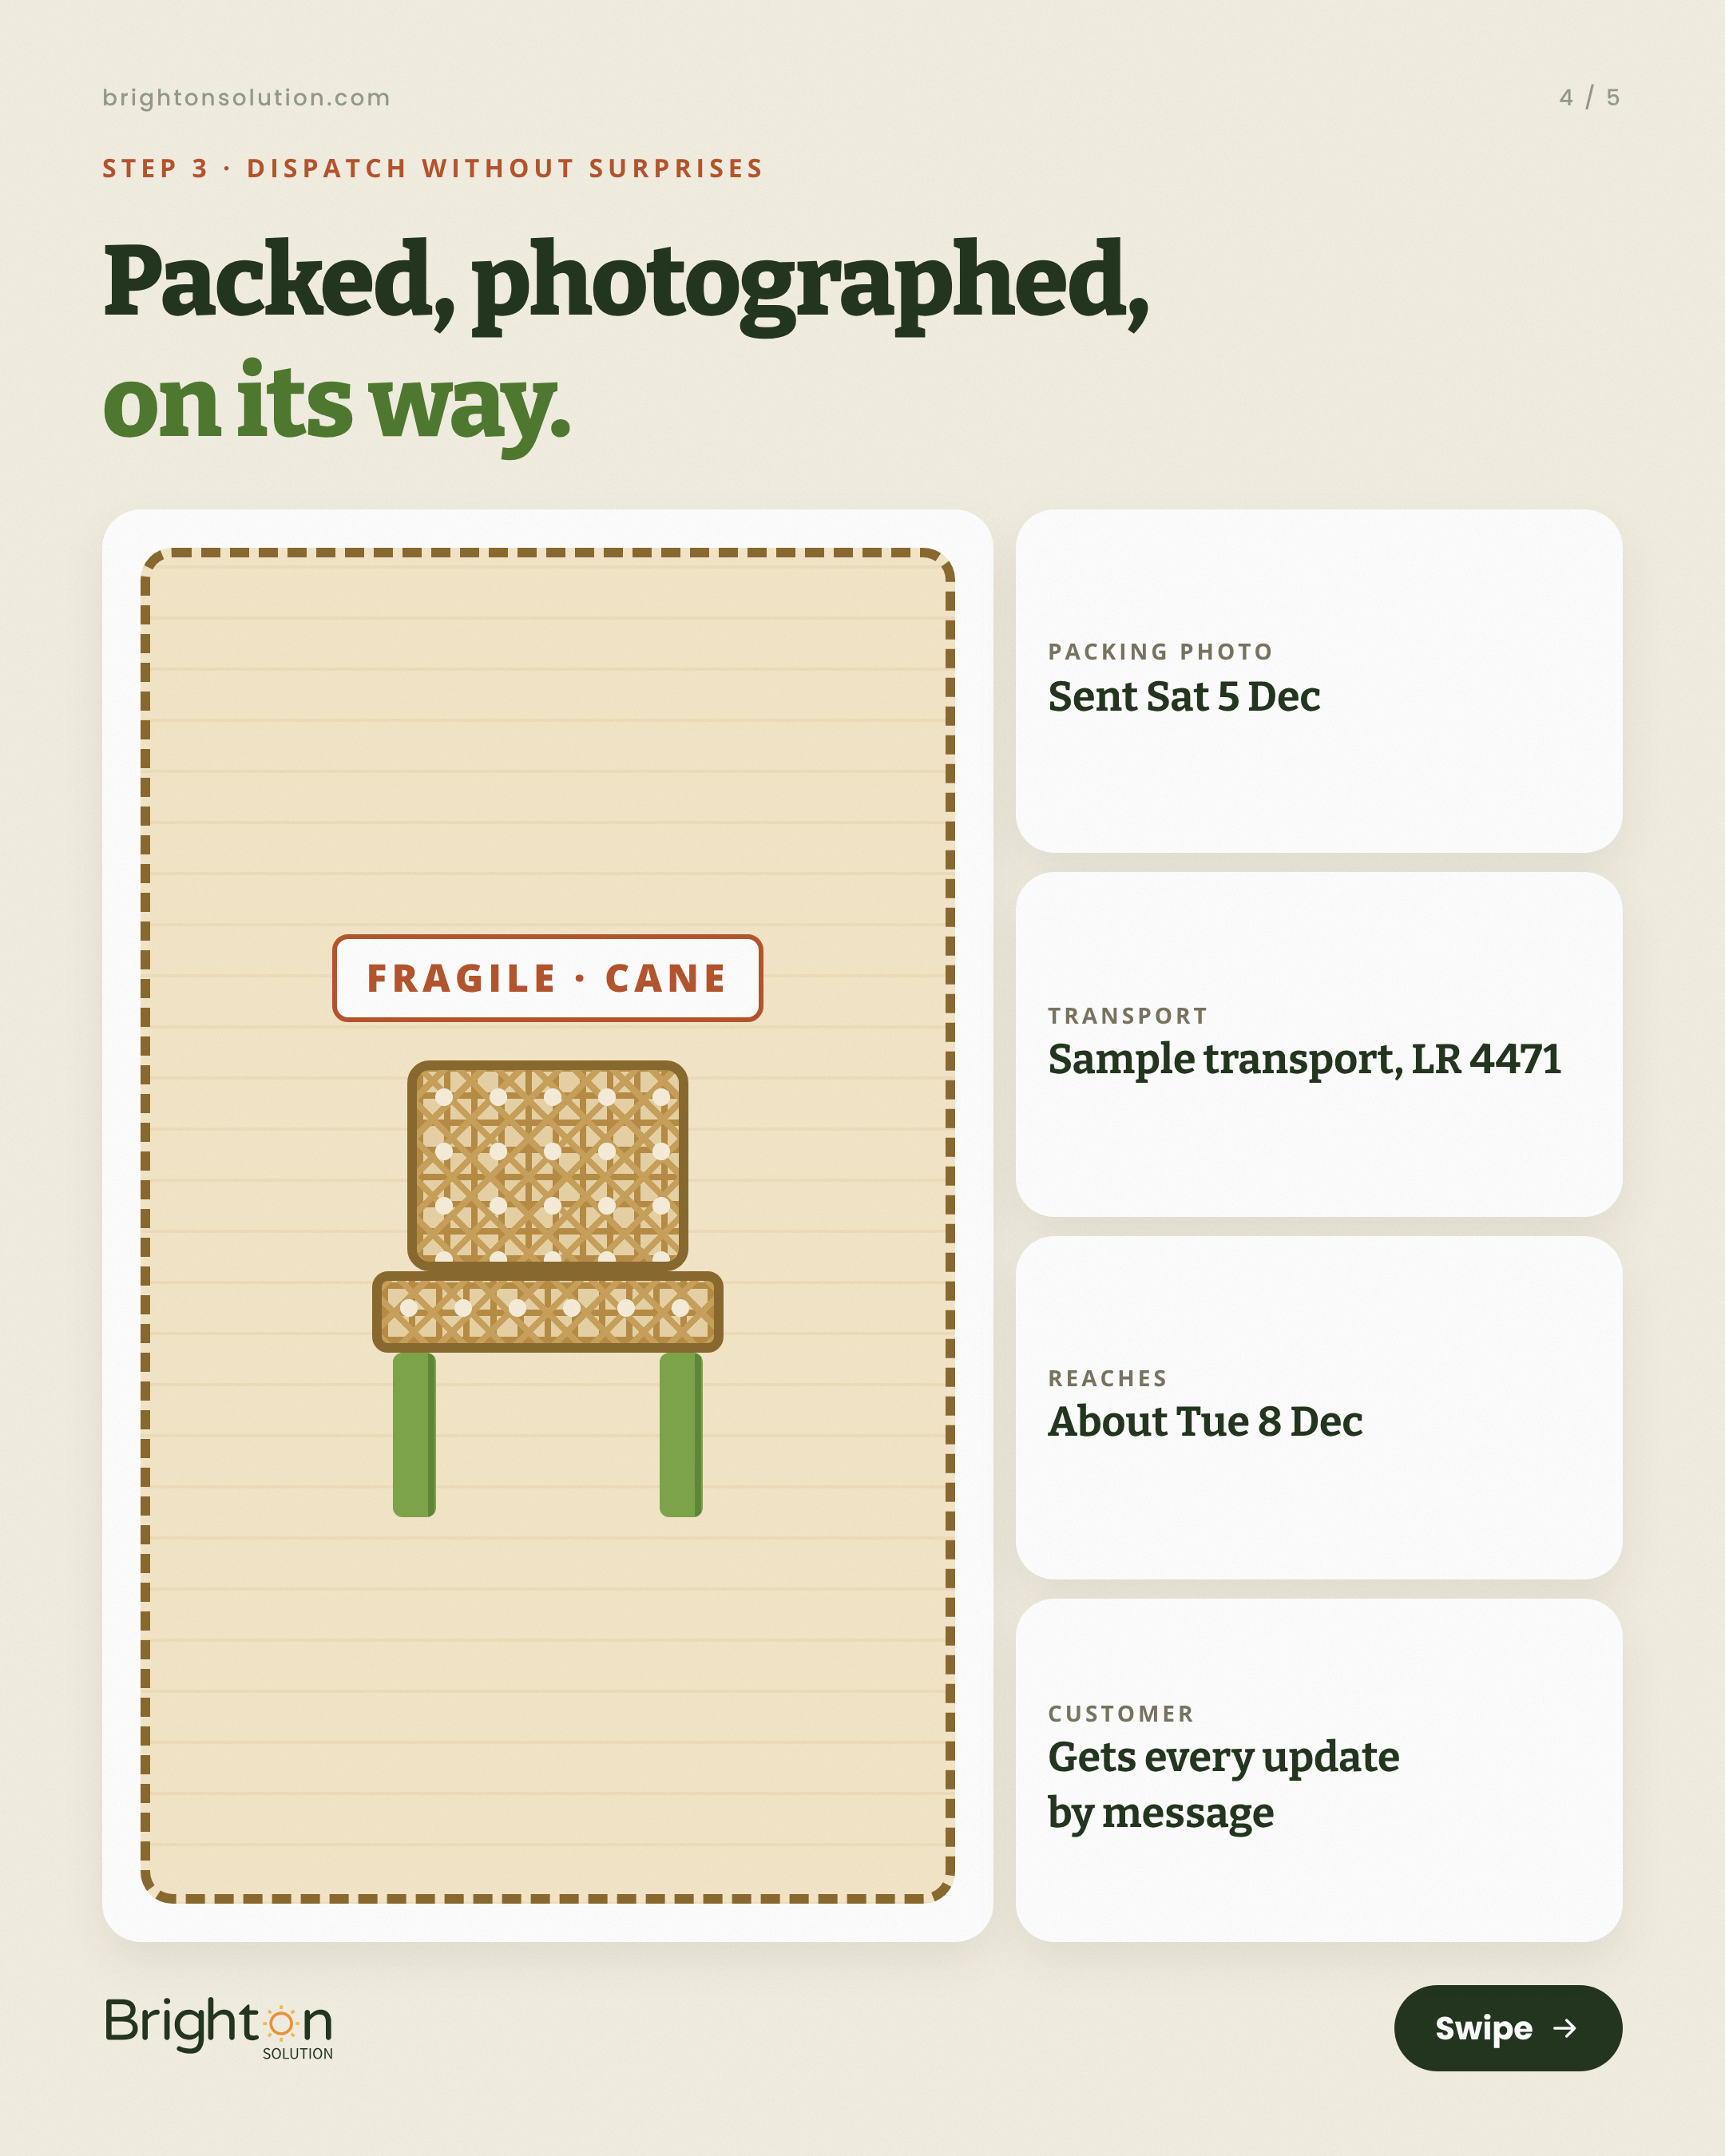 brightonsolution.com
4 / 5
STEP 3 · DISPATCH WITHOUT SURPRISES
Packed, photographed,
on its way.
FRAGILE · CANE
PACKING PHOTO
Sent Sat 5 Dec
TRANSPORT
Sample transport, LR 4471
REACHES
About Tue 8 Dec
CUSTOMER
Gets every update
by message
Brighton
SOLUTION
Swipe →